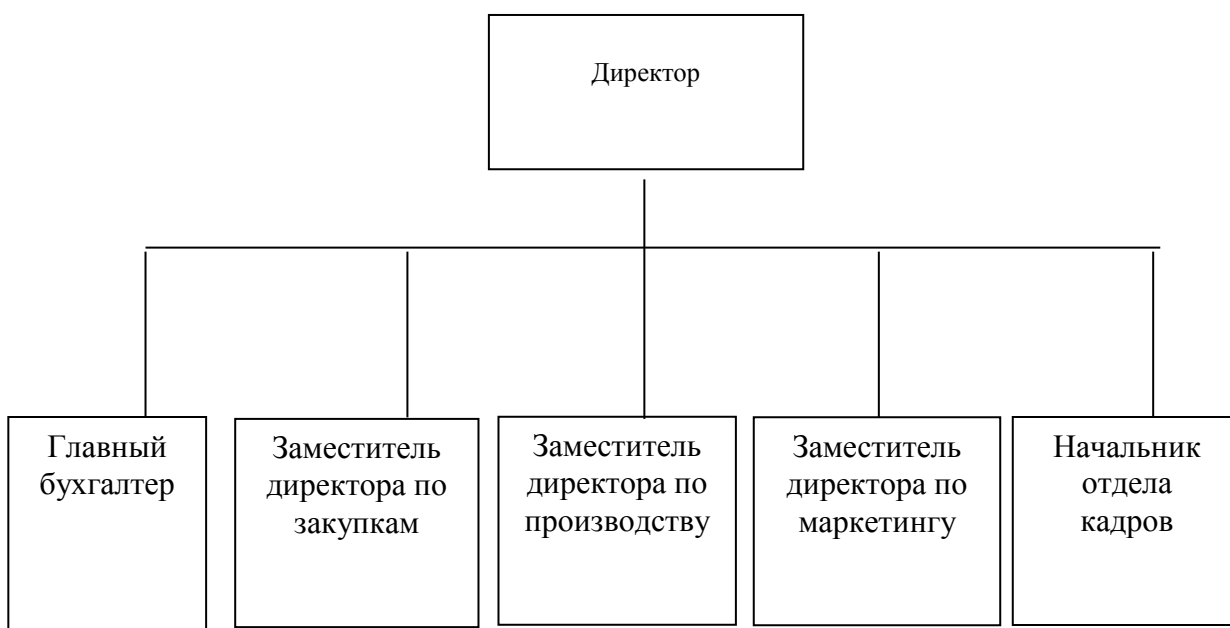 Директор
Главный
бухгалтер
Заместитель
директора по
закупкам
Заместитель
директора по
производству
Заместитель
директора по
маркетингу
Начальник
отдела
кадров